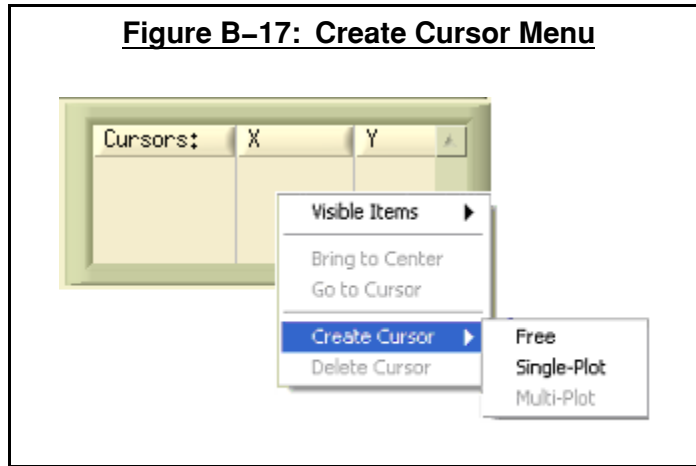 Figure B–17: Create Cursor Menu
Cursors: X Y
Visible Items
Bring to Center
Go to Cursor
Create Cursor
Delete Cursor
Free
Single-Plot
Multi-Plot